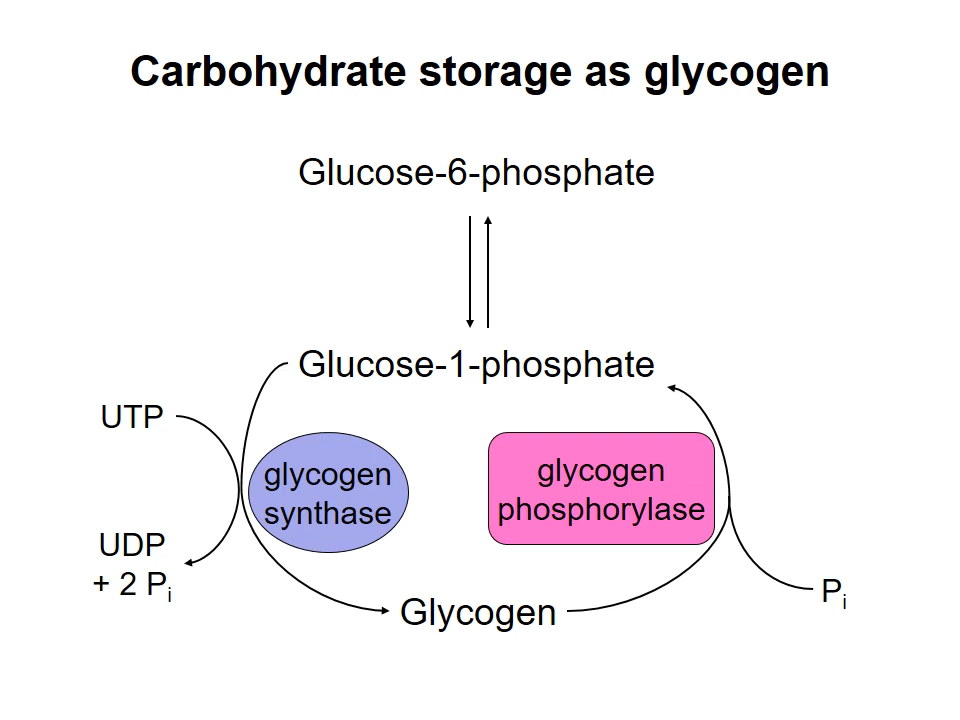 Carbohydrate storage as glycogen
Glucose-6-phosphate
Glucose-1-phosphate
UTP
glycogen
synthase
glycogen
phosphorylase
UDP
+ 2 Pi
Glycogen
Pi